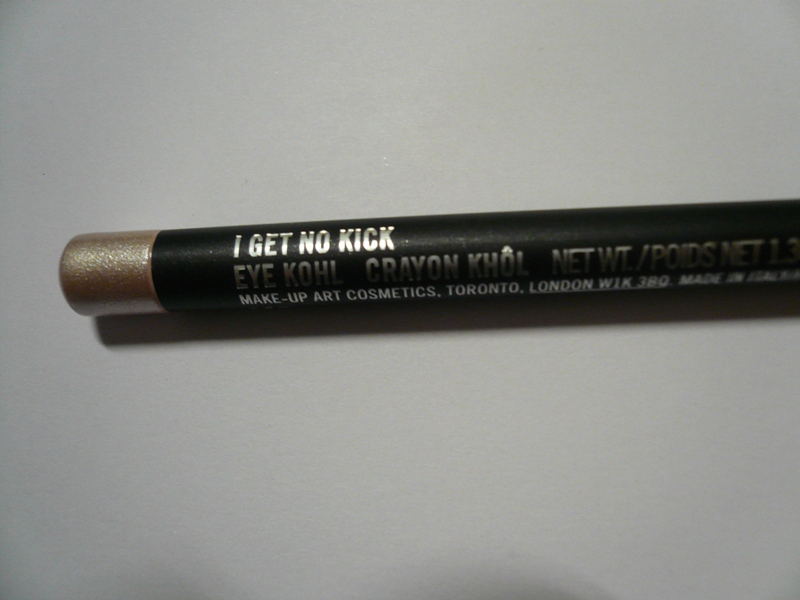 I GET NO KICK
EYE KOHL CRAYON KHÔL NET WT./POIDS NET 1.3
MAKE-UP ART COSMETICS, TORONTO, LONDON W1K 3BQ. MADE IN ITALY